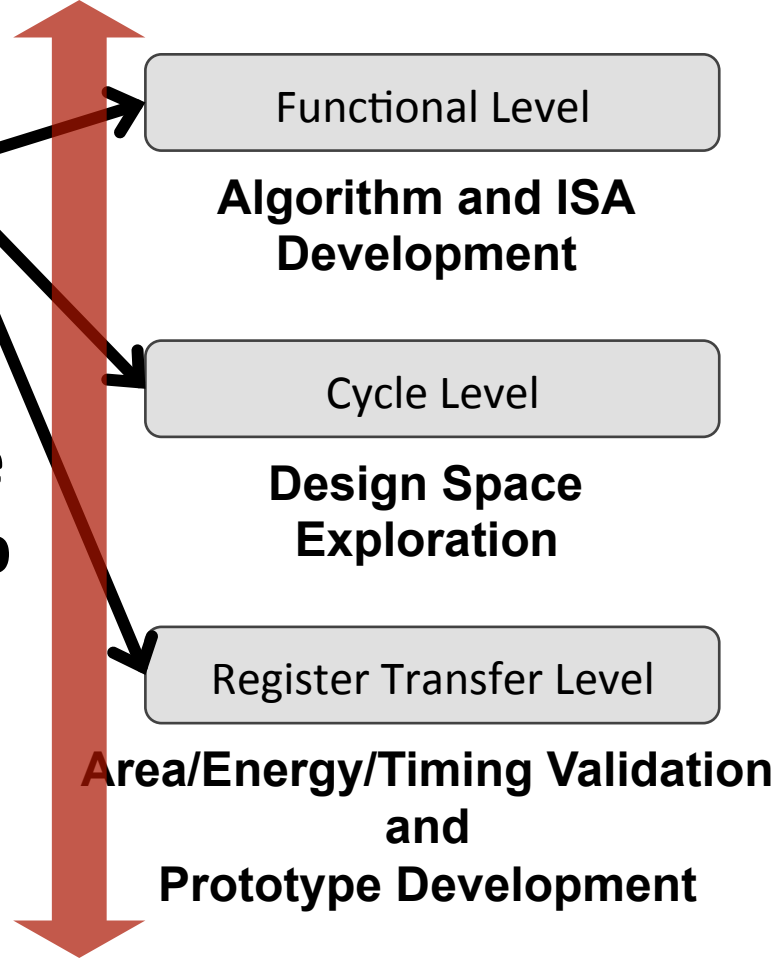 Functional Level
Algorithm and ISA
Development
Cycle Level
Design Space
Exploration
Register Transfer Level
Area/Energy/Timing Validation
and
Prototype Development